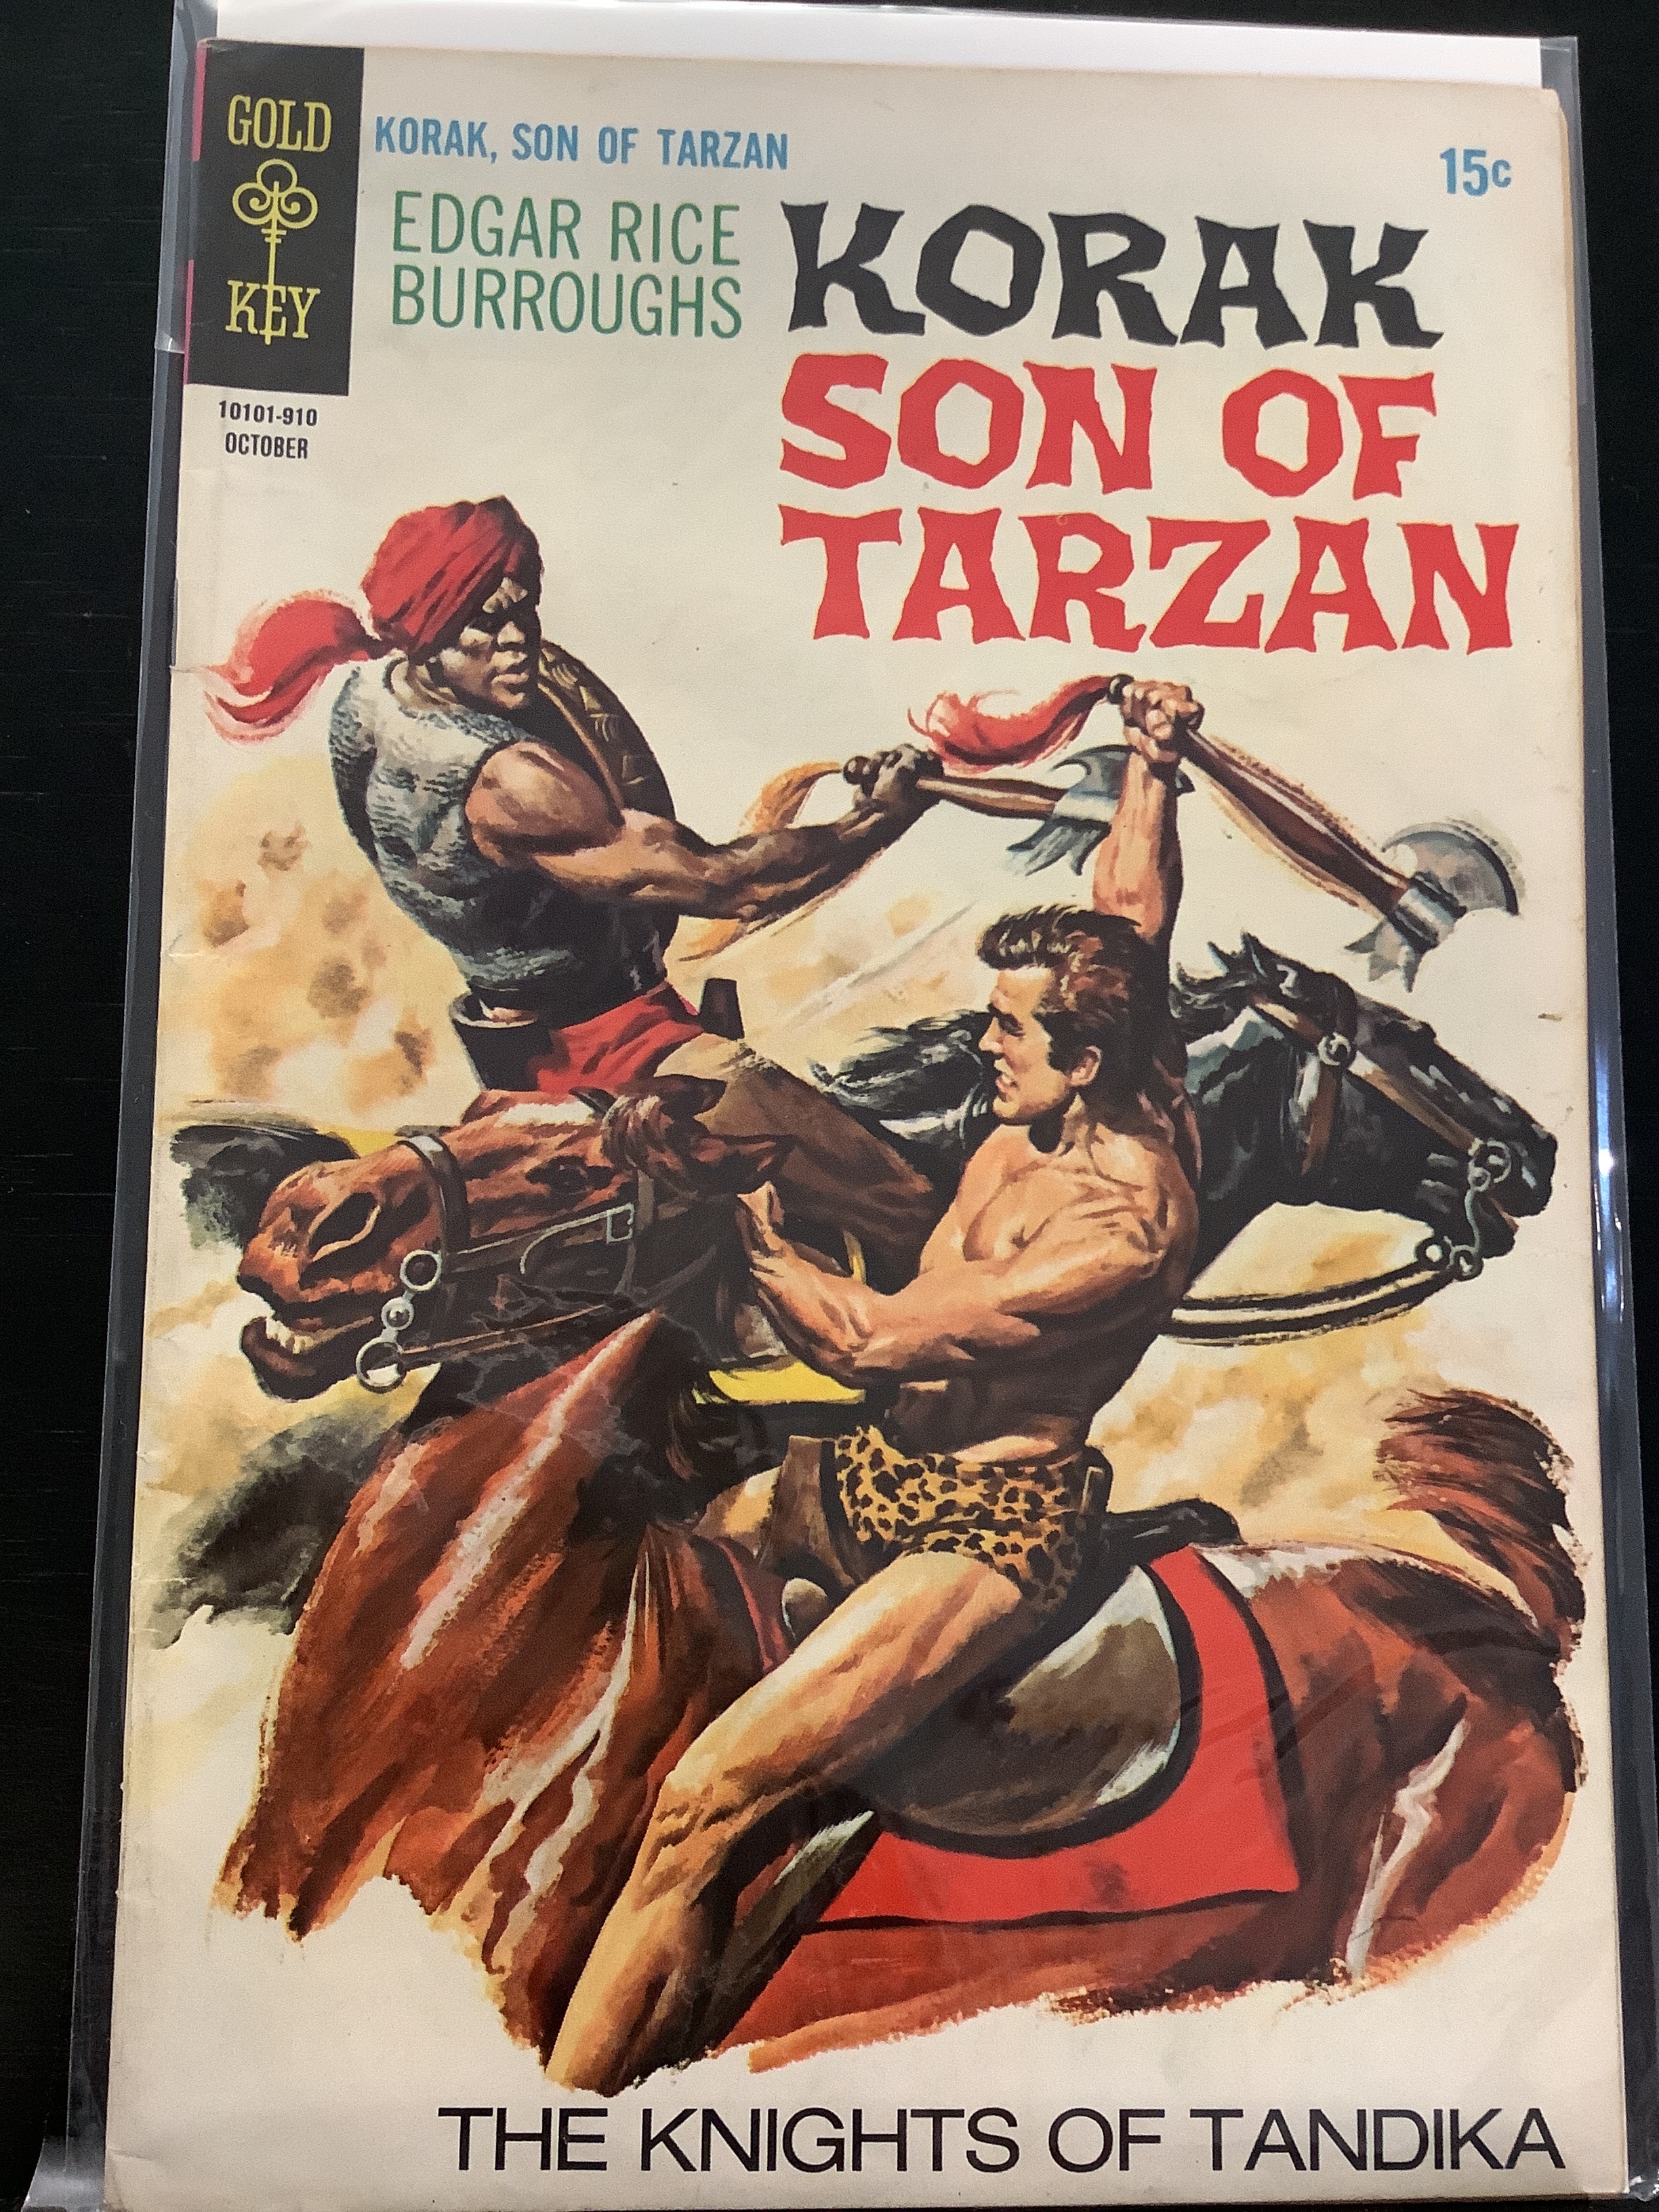 GOLD
KEY
KORAK, SON OF TARZAN
15c
EDGAR RICE
BURROUGHS
KORAK
SON OF
TARZAN
10101-910
OCTOBER
THE KNIGHTS OF TANDIKA